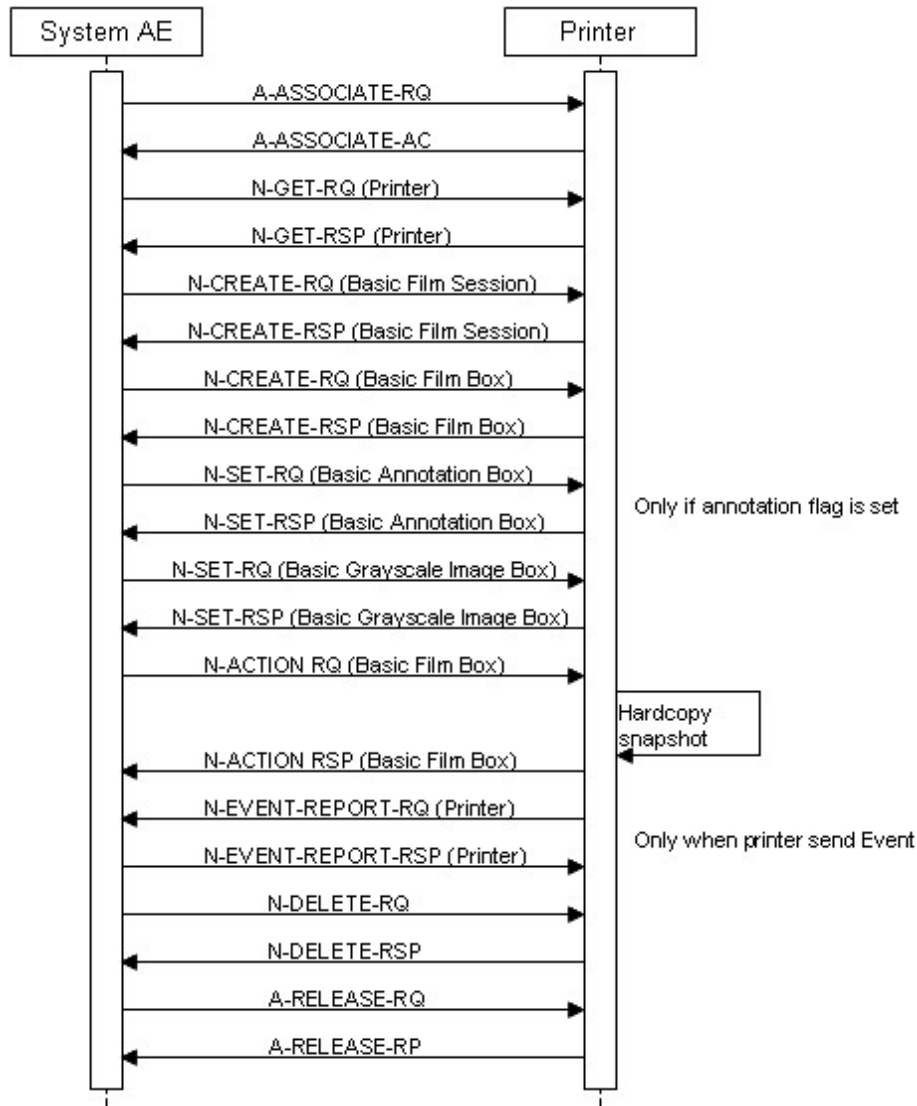 System AE
Printer
A-ASSOCIATE-RQ
A-ASSOCIATE-AC
N-GET-RQ (Printer)
N-GET-RSP (Printer)
N-CREATE-RQ (Basic Film Session)
N-CREATE-RSP (Basic Film Session)
N-CREATE-RQ (Basic Film Box)
N-CREATE-RSP (Basic Film Box)
N-SET-RQ (Basic Annotation Box)
Only if annotation flag is set
N-SET-RSP (Basic Annotation Box)
N-SET-RQ (Basic Grayscale Image Box)
N-SET-RSP (Basic Grayscale Image Box)
N-ACTION RQ (Basic Film Box)
Hardcopy
snapshot
N-ACTION RSP (Basic Film Box)
N-EVENT-REPORT-RQ (Printer)
Only when printer send Event
N-EVENT-REPORT-RSP (Printer)
N-DELETE-RQ
N-DELETE-RSP
A-RELEASE-RQ
A-RELEASE-RP